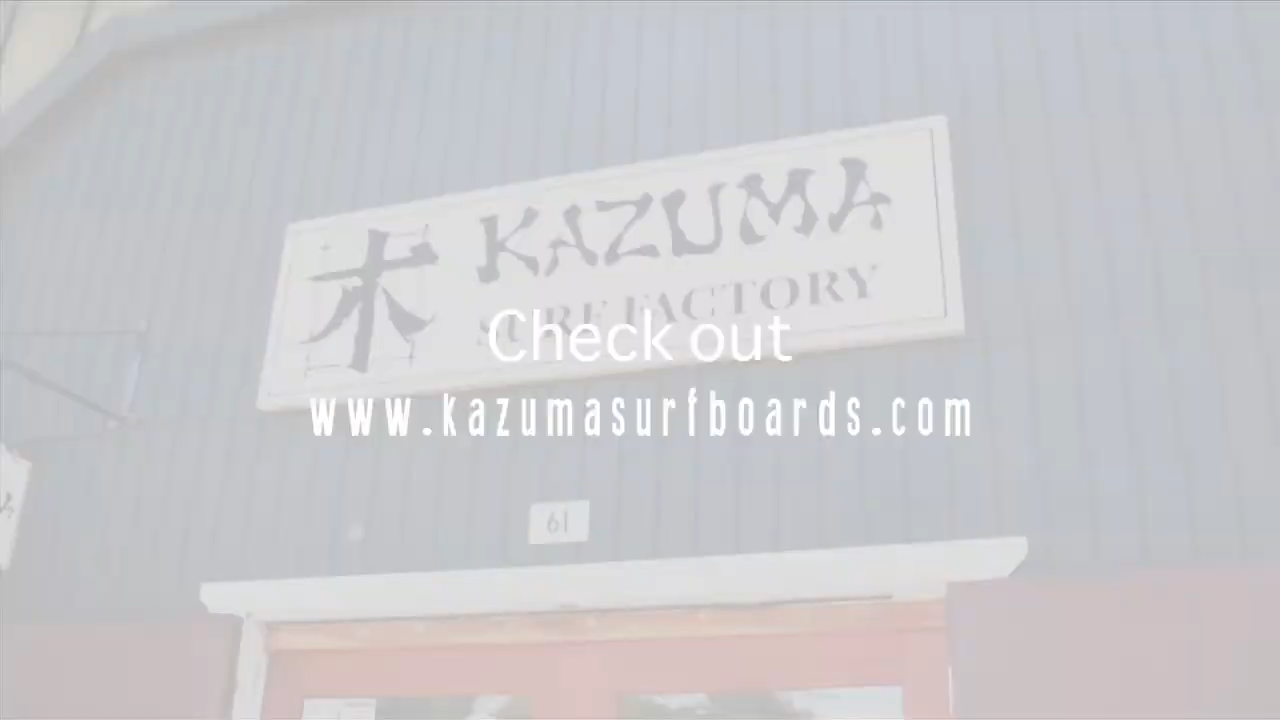 木 KAZUMA
SURF FACTORY
Check out
www.kazumasurfboards.com
61